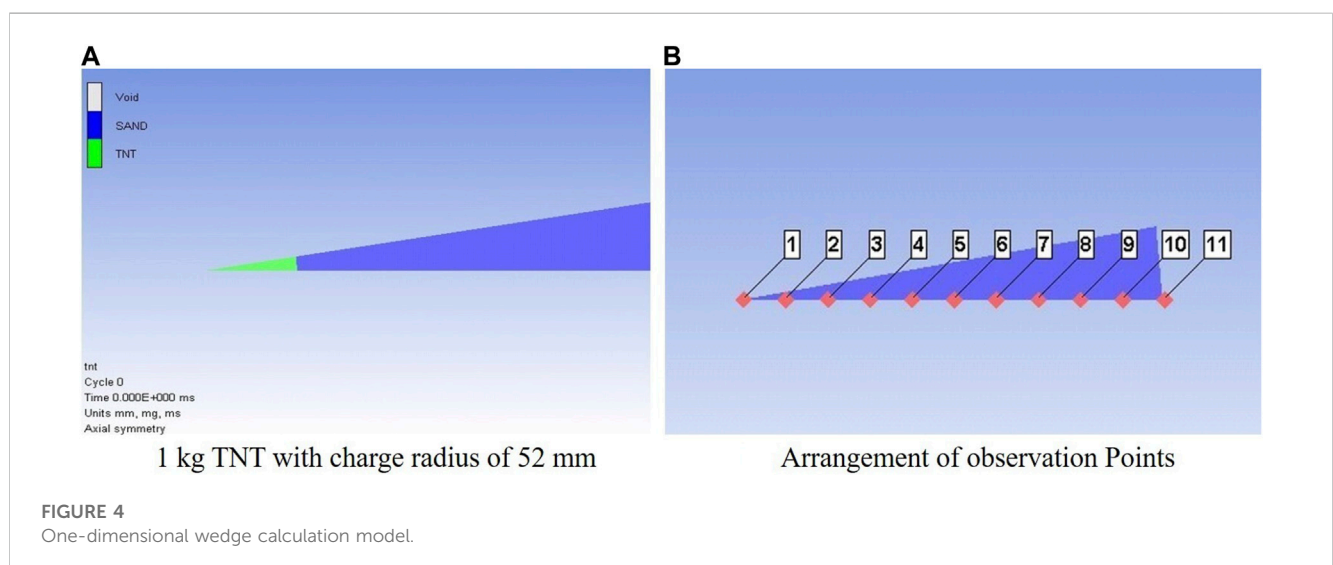 A
Void
SAND
TNT
tnt
Cycle 0
Time 0.000E+000 ms
Units mm, mg, ms
Axial symmetry
1 kg TNT with charge radius of 52 mm
B
1 2 3 4 5 6 7 8 9 10 11
Arrangement of observation Points
FIGURE 4
One-dimensional wedge calculation model.